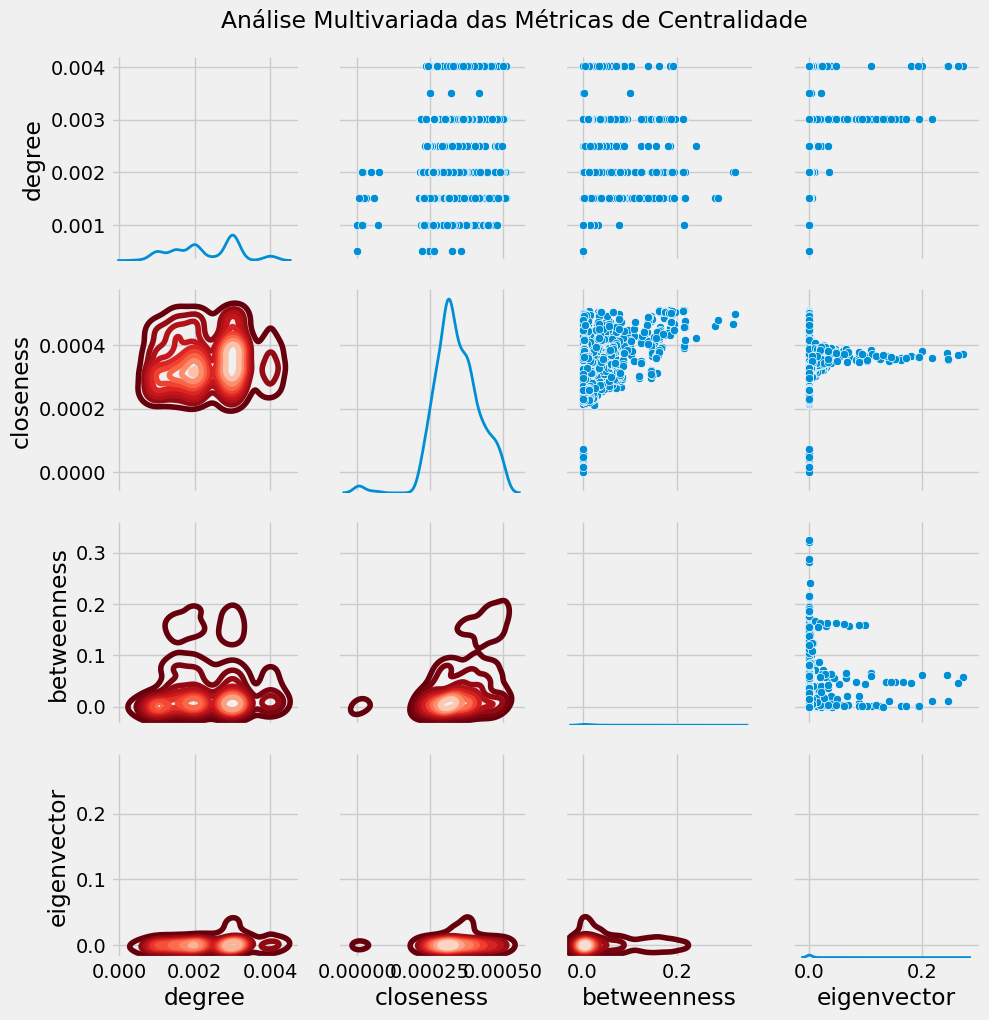 Análise Multivariada das Métricas de Centralidade
0.004
0.003
0.002
0.001
degree
0.0004
0.0002
0.0000
closeness
0.3
0.2
0.1
0.0
betweenness
0.2
0.1
0.0
eigenvector
0.000 0.002 0.004 0.00000 0.00025 0.00050 0.0 0.2 0.0 0.2
degree closeness betweenness eigenvector